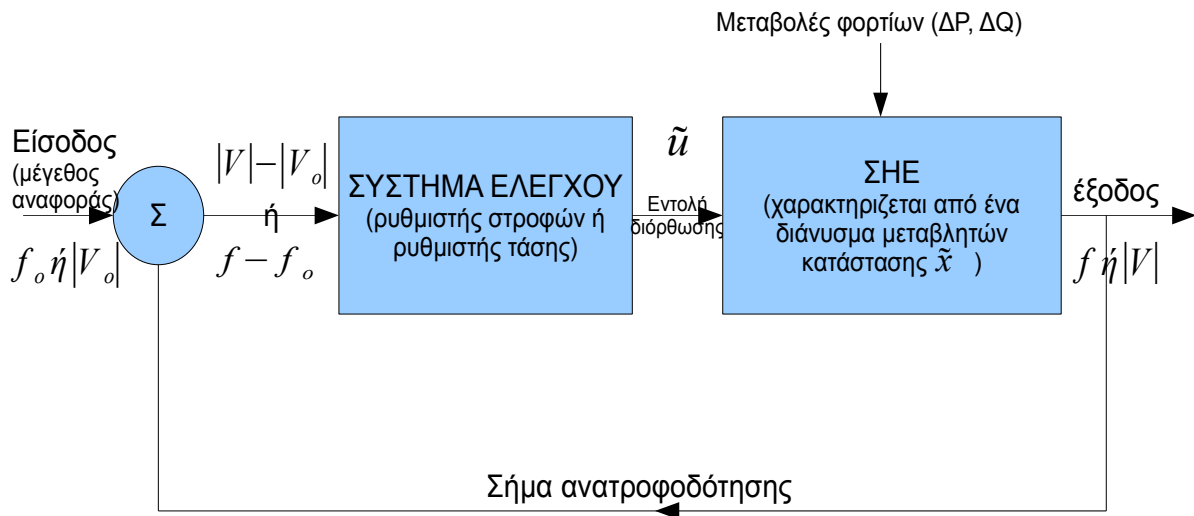 Μεταβολές φορτίων (ΔP, ΔQ)
Είσοδος
(μέγεθος
αναφοράς)
f_o ή |V_o|
Σ
|V|−|V_o|
ή
f − f_o
ΣΥΣΤΗΜΑ ΕΛΕΓΧΟΥ
(ρυθμιστής στροφών ή
ρυθμιστής τάσης)
ũ
Εντολή
διόρθωσης
ΣΗΕ
(χαρακτηριζεται από ένα
διάνυσμα μεταβλητών
κατάστασης x̃ )
έξοδος
f ή |V|
Σήμα ανατροφοδότησης